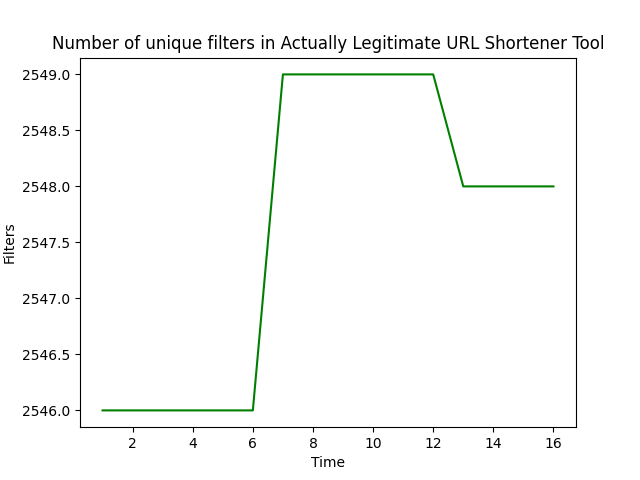 Number of unique filters in Actually Legitimate URL Shortener Tool
2549.0
2548.5
2548.0
2547.5
2547.0
2546.5
2546.0
Filters
2 4 6 8 10 12 14 16
Time